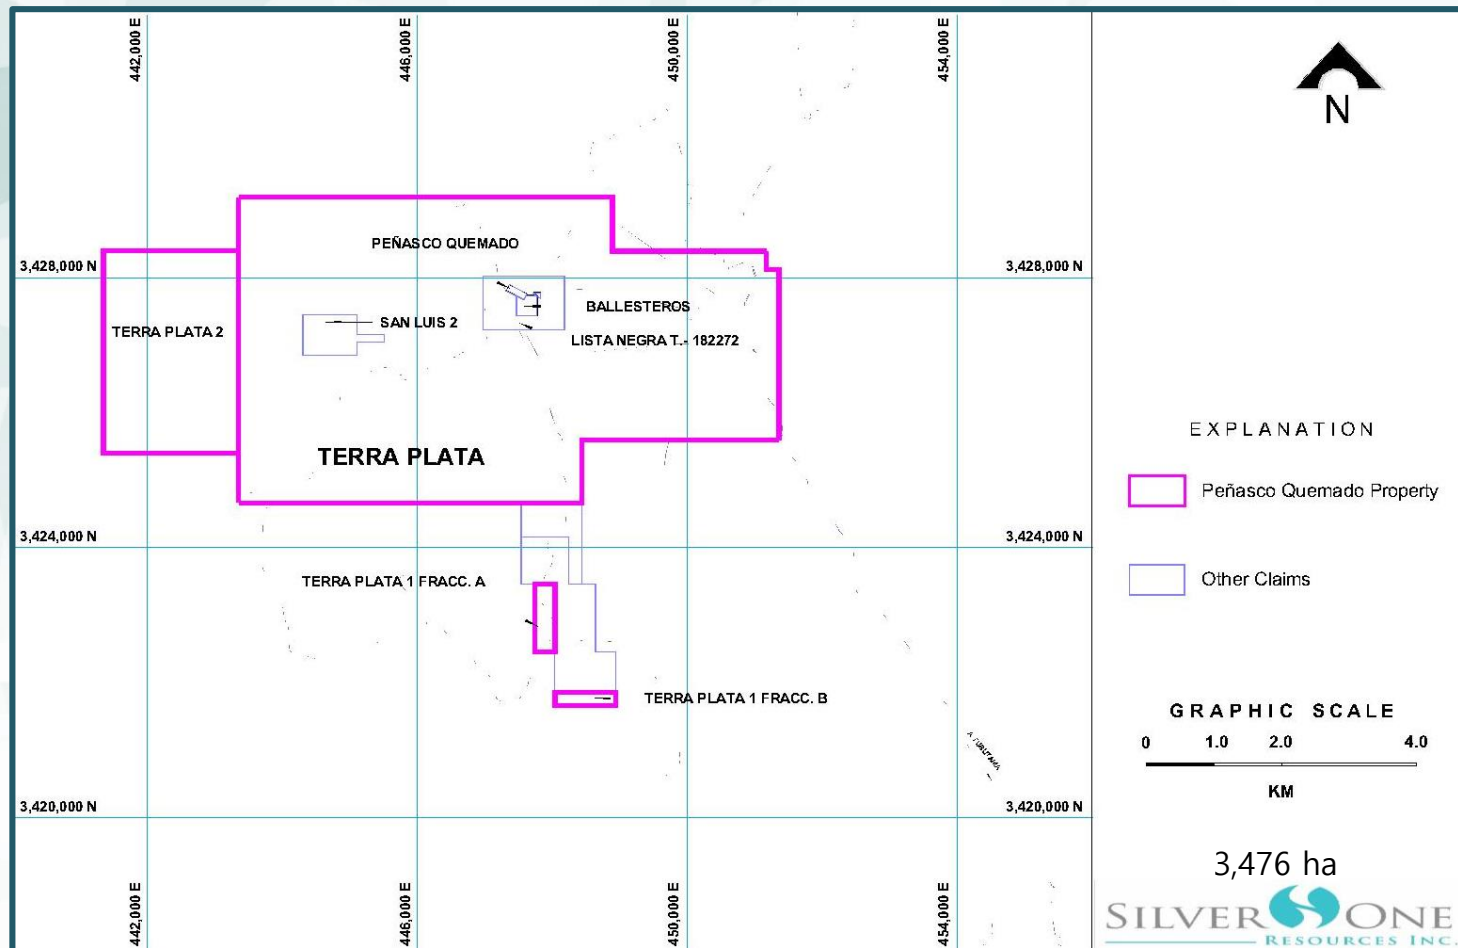 442,000 E
446,000 E
450,000 E
454,000 E
N
PEÑASCO QUEMADO
3,428,000 N
3,428,000 N
BALLESTEROS
SAN LUIS 2
TERRA PLATA 2
LISTA NEGRA T.- 182272
EXPLANATION
TERRA PLATA
Peñasco Quemado Property
3,424,000 N
3,424,000 N
TERRA PLATA 1 FRACC. A
Other Claims
TERRA PLATA 1 FRACC. B
GRAPHIC SCALE
0 1.0 2.0 4.0
KM
3,420,000 N
3,420,000 N
3,476 ha
442,000 E
446,000 E
450,000 E
454,000 E
SILVER ONE
RESOURCES INC.